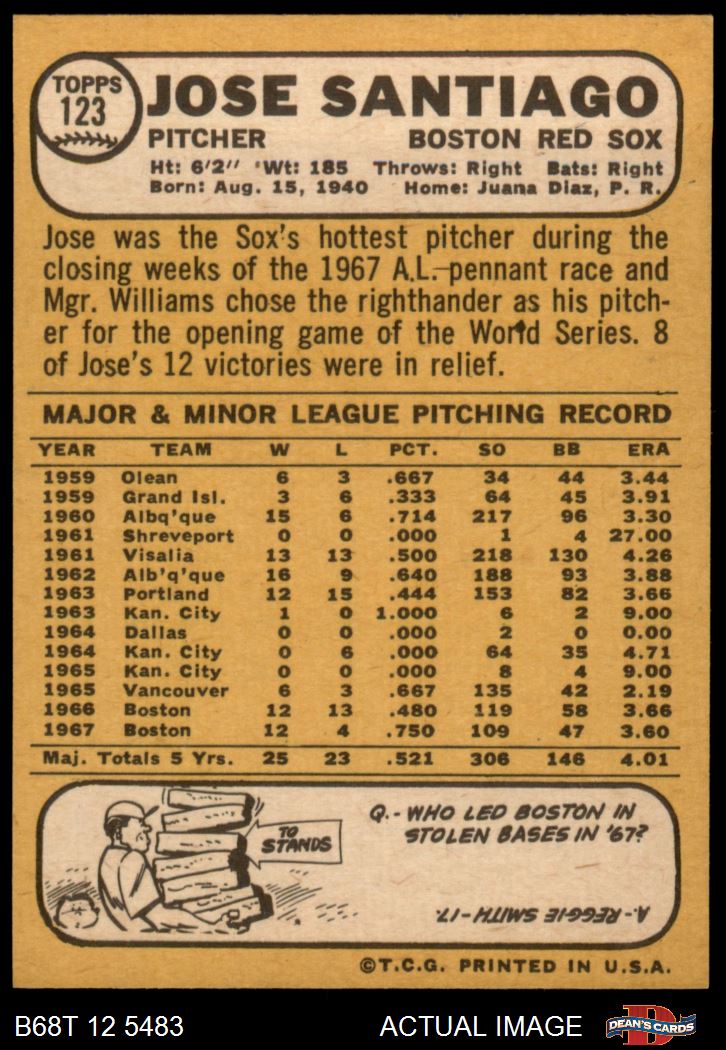 TOPPS
123
JOSE SANTIAGO
PITCHER BOSTON RED SOX
Ht: 6'2" Wt: 185 Throws: Right Bats: Right
Born: Aug. 15, 1940 Home: Juana Diaz, P. R.
Jose was the Sox's hottest pitcher during the
closing weeks of the 1967 A.L. pennant race and
Mgr. Williams chose the righthander as his pitch-
er for the opening game of the World Series. 8
of Jose's 12 victories were in relief.
MAJOR & MINOR LEAGUE PITCHING RECORD
YEAR TEAM W L PCT. SO BB ERA
1959 Olean 6 3 .667 34 44 3.44
1959 Grand Isl. 3 6 .333 64 45 3.91
1960 Albq'que 15 6 .714 217 96 3.30
1961 Shreveport 0 0 .000 1 4 27.00
1961 Visalia 13 13 .500 218 130 4.26
1962 Alb'q'que 16 9 .640 188 93 3.88
1963 Portland 12 15 .444 153 82 3.66
1963 Kan. City 1 0 1.000 6 2 9.00
1964 Dallas 0 0 .000 2 0 0.00
1964 Kan. City 0 6 .000 64 35 4.71
1965 Kan. City 0 0 .000 8 4 9.00
1965 Vancouver 6 3 .667 135 42 2.19
1966 Boston 12 13 .480 119 58 3.66
1967 Boston 12 4 .750 109 47 3.60
Maj. Totals 5 Yrs. 25 23 .521 306 146 4.01
TO
STANDS
Q.- WHO LED BOSTON IN
STOLEN BASES IN '67?
A.- REGGIE SMITH-17.
©T.C.G. PRINTED IN U.S.A.
B68T 12 5483 ACTUAL IMAGE
D
DEAN'S CARDS